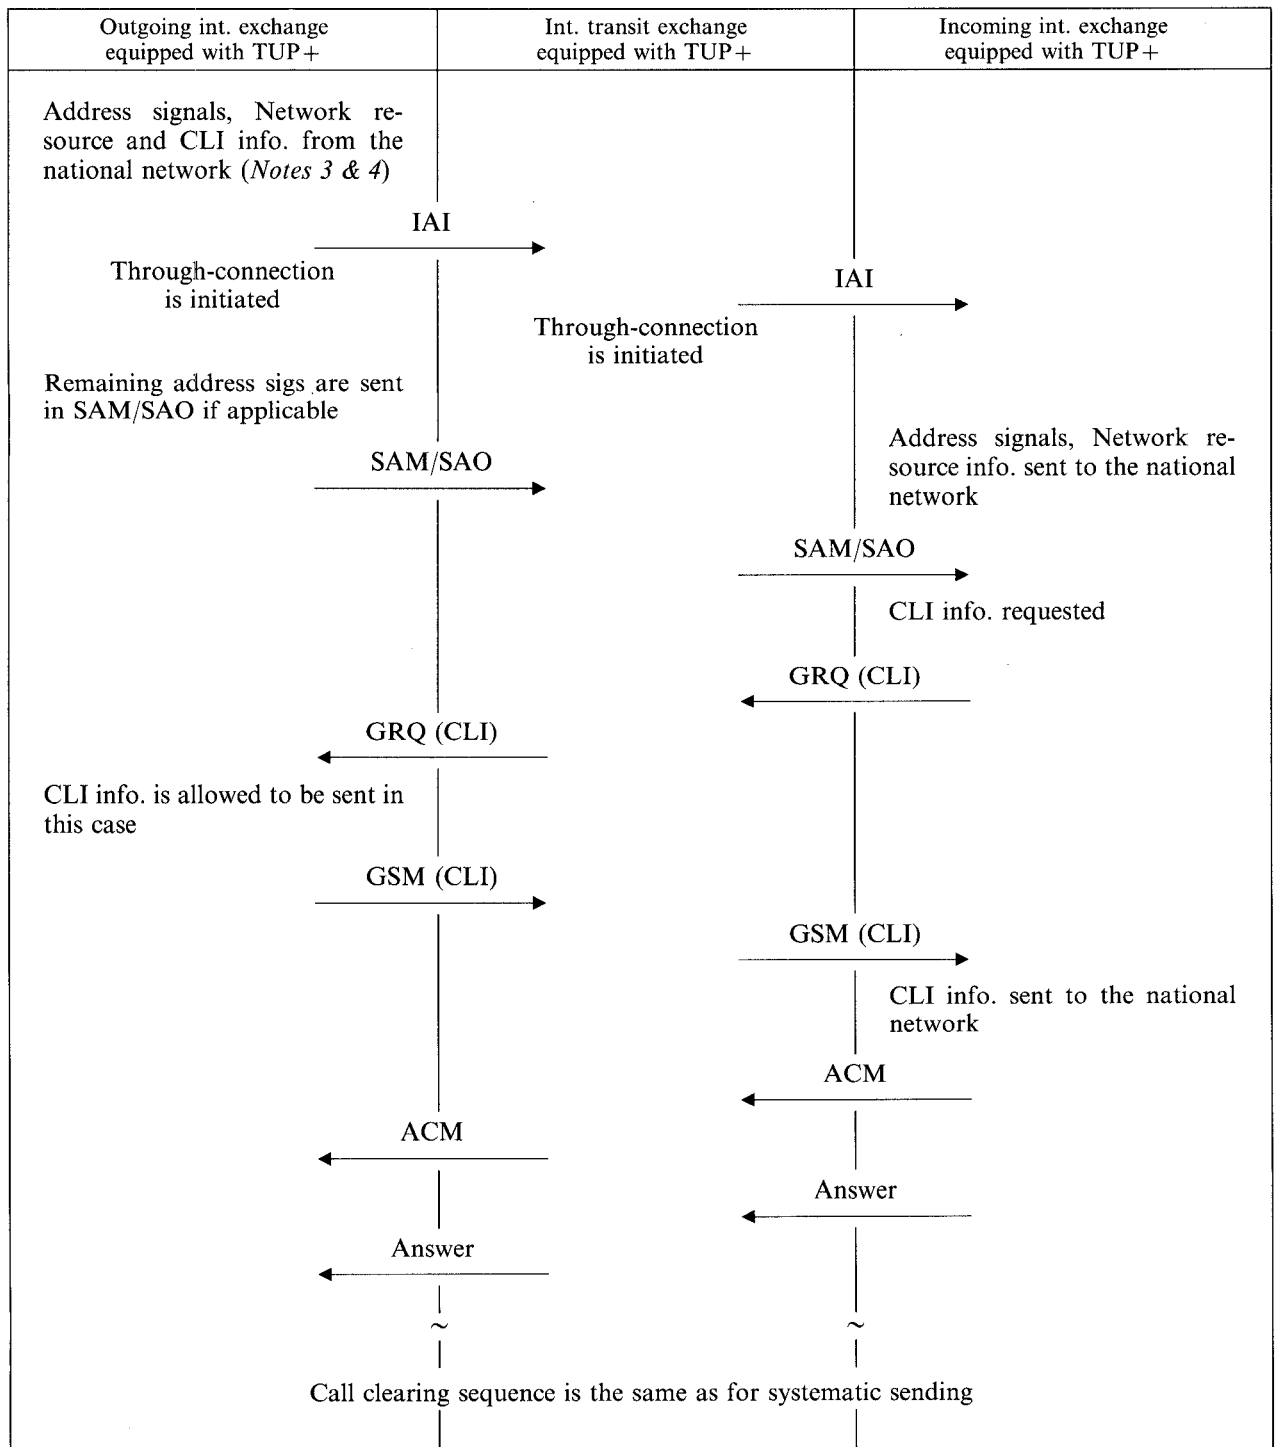 Outgoing int. exchange
equipped with TUP+
Int. transit exchange
equipped with TUP+
Incoming int. exchange
equipped with TUP+
Address signals, Network re-
source and CLI info. from the
national network (Notes 3 & 4)
IAI
Through-connection
is initiated
IAI
Through-connection
is initiated
Remaining address sigs are sent
in SAM/SAO if applicable
Address signals, Network re-
source info. sent to the national
network
SAM/SAO
SAM/SAO
CLI info. requested
GRQ (CLI)
GRQ (CLI)
CLI info. is allowed to be sent in
this case
GSM (CLI)
GSM (CLI)
CLI info. sent to the national
network
ACM
ACM
Answer
Answer
~
~
Call clearing sequence is the same as for systematic sending